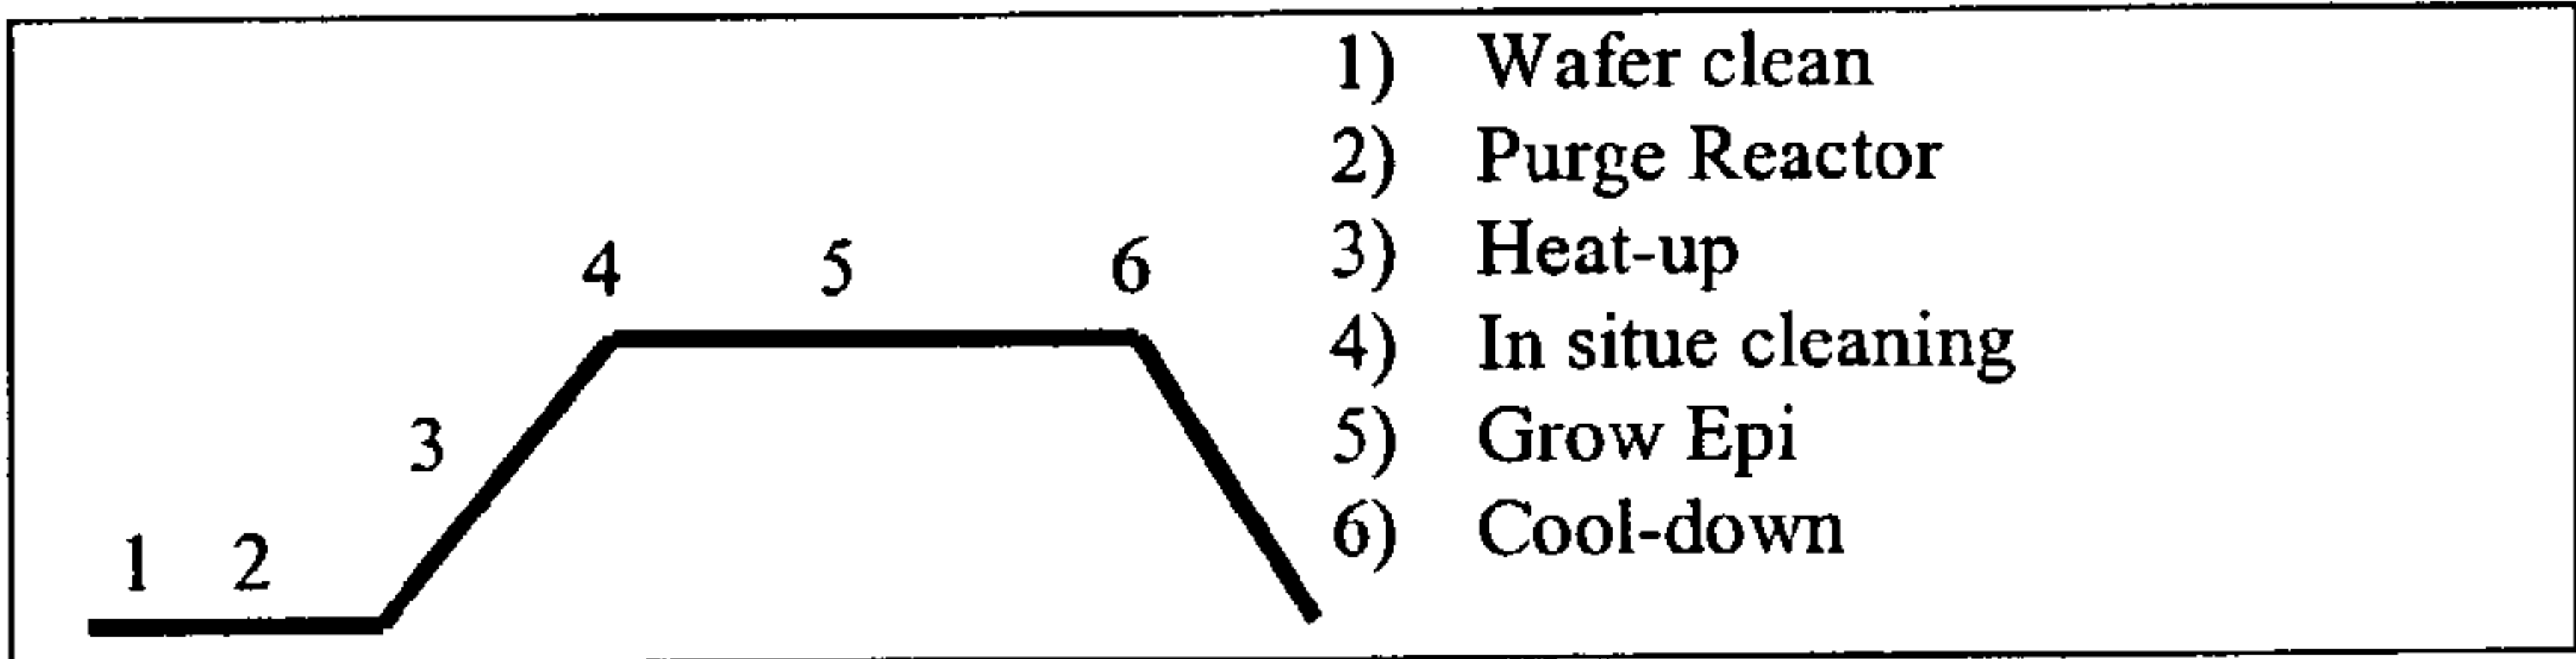 1) Wafer clean
2) Purge Reactor
3) Heat-up
4) In situe cleaning
5) Grow Epi
6) Cool-down
4 5 6
3
1 2